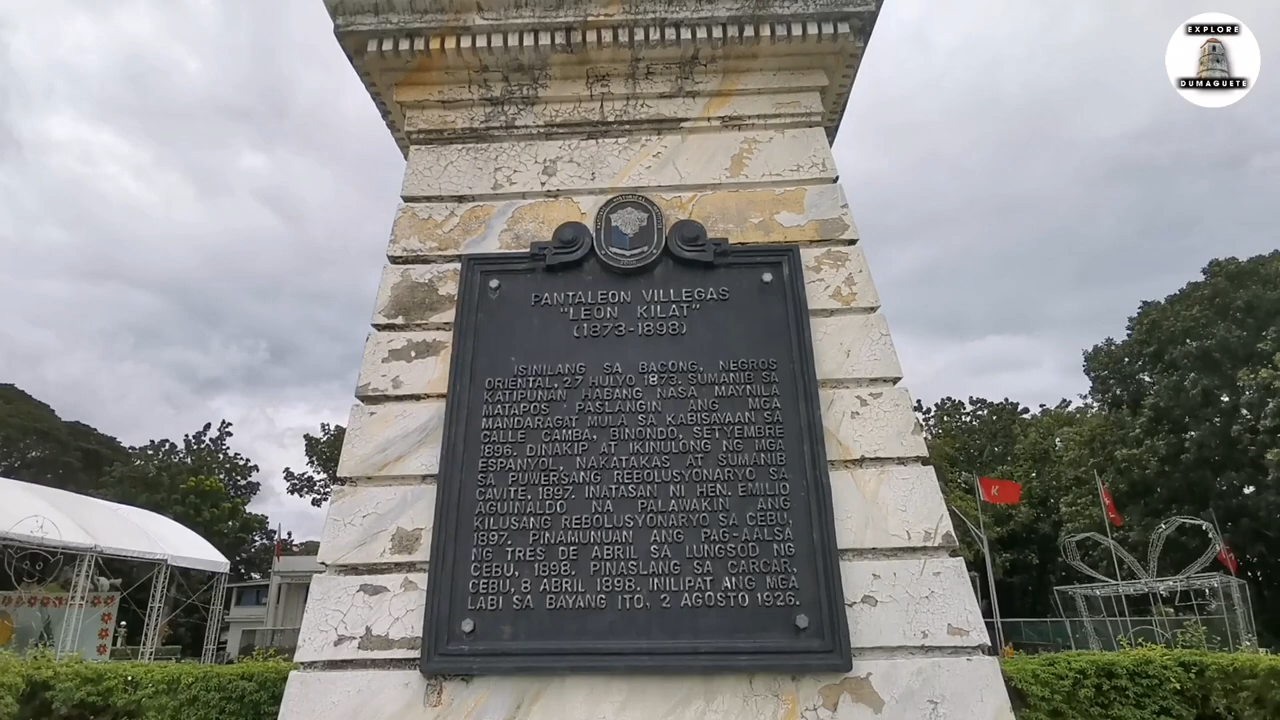 EXPLORE
DUMAGUETE
PANTALEON VILLEGAS
"LEON KILAT"
(1873-1898)
ISINILANG SA BACONG, NEGROS
ORIENTAL, 27 HULYO 1873. SUMANIB SA
KATIPUNAN HABANG NASA MAYNILA
MATAPOS PASLANGIN ANG MGA
MANDARAGAT MULA SA KABISAYAAN SA
CALLE CAMBA, BINONDO, SETYEMBRE
1896. DINAKIP AT IKINULONG NG MGA
ESPANYOL, NAKATAKAS AT SUMANIB
SA PUWERSANG REBOLUSYONARYO SA
CAVITE, 1897. INATASAN NI HEN. EMILIO
AGUINALDO NA PALAWAKIN ANG
KILUSANG REBOLUSYONARYO SA CEBU,
1897. PINAMUNUAN ANG PAG-AALSA
NG TRES DE ABRIL SA LUNGSOD NG
CEBU, 1898. PINASLANG SA CARCAR,
CEBU, 8 ABRIL 1898. INILIPAT ANG MGA
LABI SA BAYANG ITO, 2 AGOSTO 1926.
K